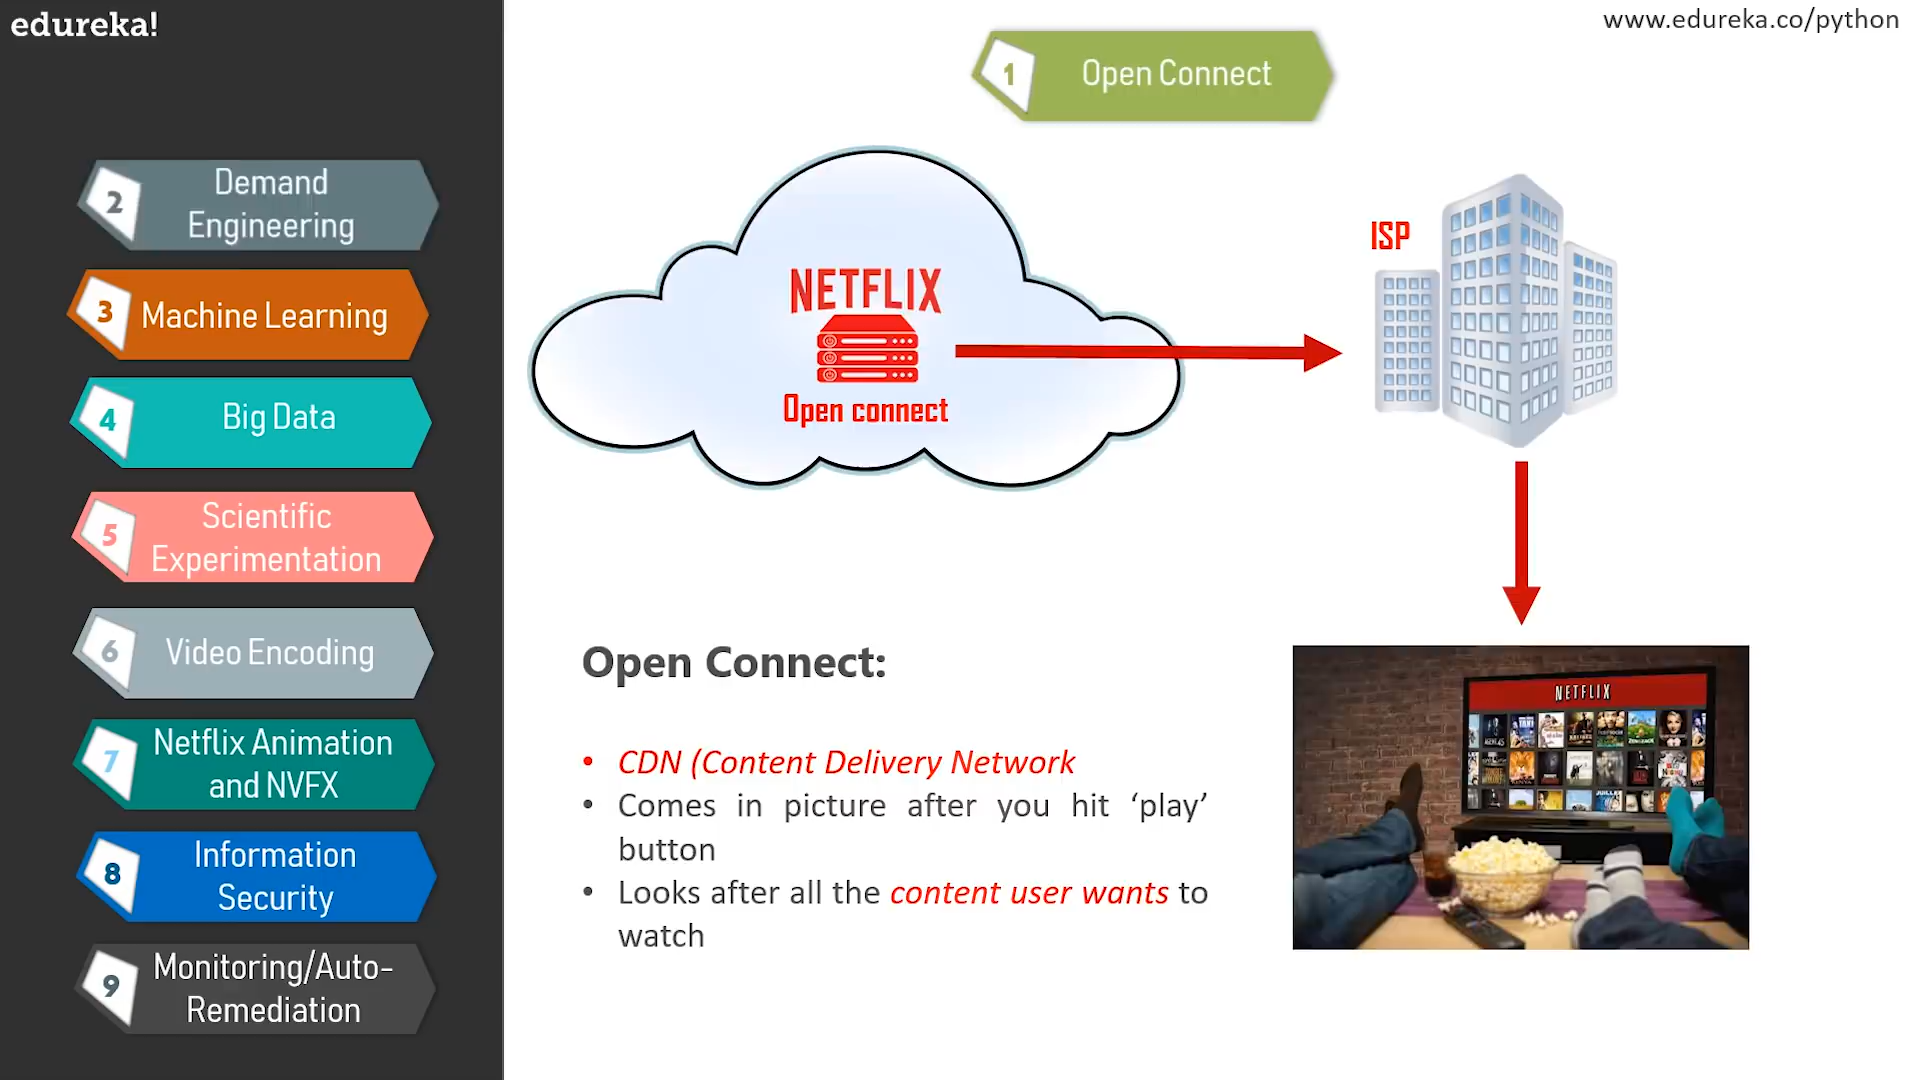 edureka!
www.edureka.co/python
1
Open Connect
2
Demand
Engineering
3
Machine Learning
4
Big Data
5
Scientific
Experimentation
6
Video Encoding
7
Netflix Animation
and NVFX
8
Information
Security
9
Monitoring/Auto-
Remediation
NETFLIX
Open connect
ISP
Open Connect:
• CDN (Content Delivery Network
• Comes in picture after you hit ‘play’
button
• Looks after all the content user wants to
watch
NETFLIX